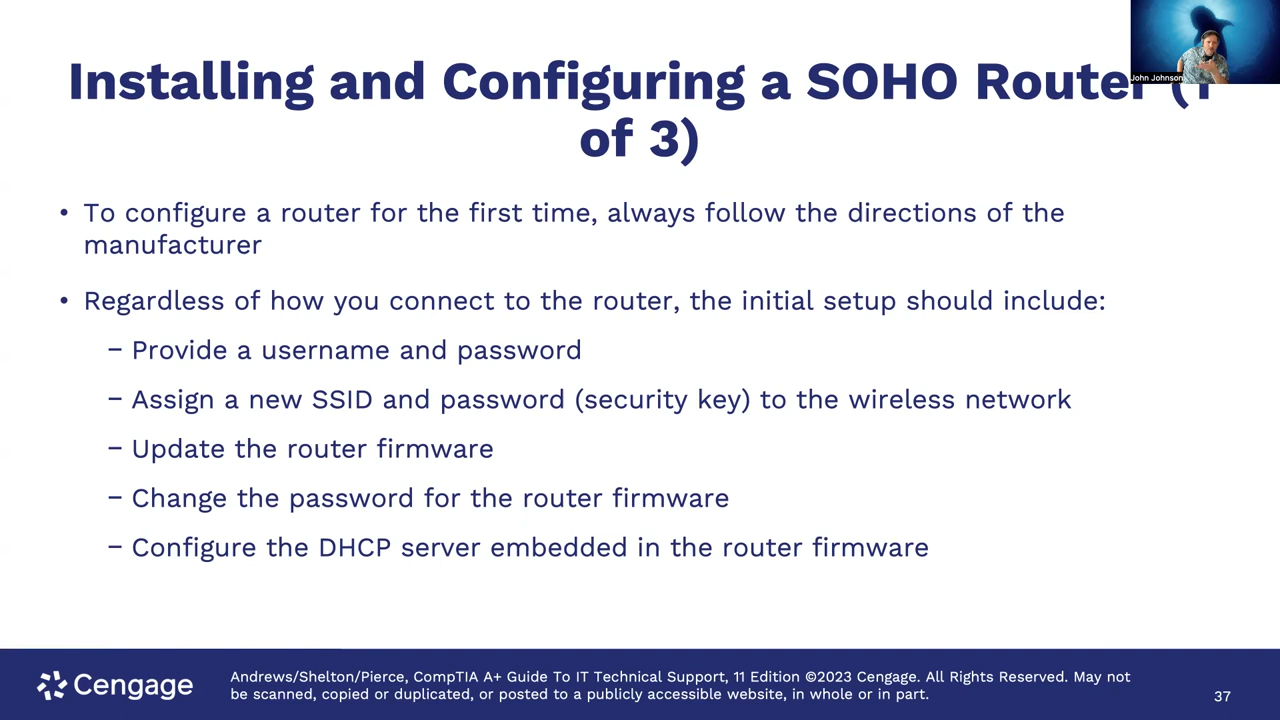 John Johnson
Installing and Configuring a SOHO Router (1
of 3)
• To configure a router for the first time, always follow the directions of the
manufacturer
• Regardless of how you connect to the router, the initial setup should include:
– Provide a username and password
– Assign a new SSID and password (security key) to the wireless network
– Update the router firmware
– Change the password for the router firmware
– Configure the DHCP server embedded in the router firmware
Cengage
Andrews/Shelton/Pierce, CompTIA A+ Guide To IT Technical Support, 11 Edition ©2023 Cengage. All Rights Reserved. May not
be scanned, copied or duplicated, or posted to a publicly accessible website, in whole or in part.
37